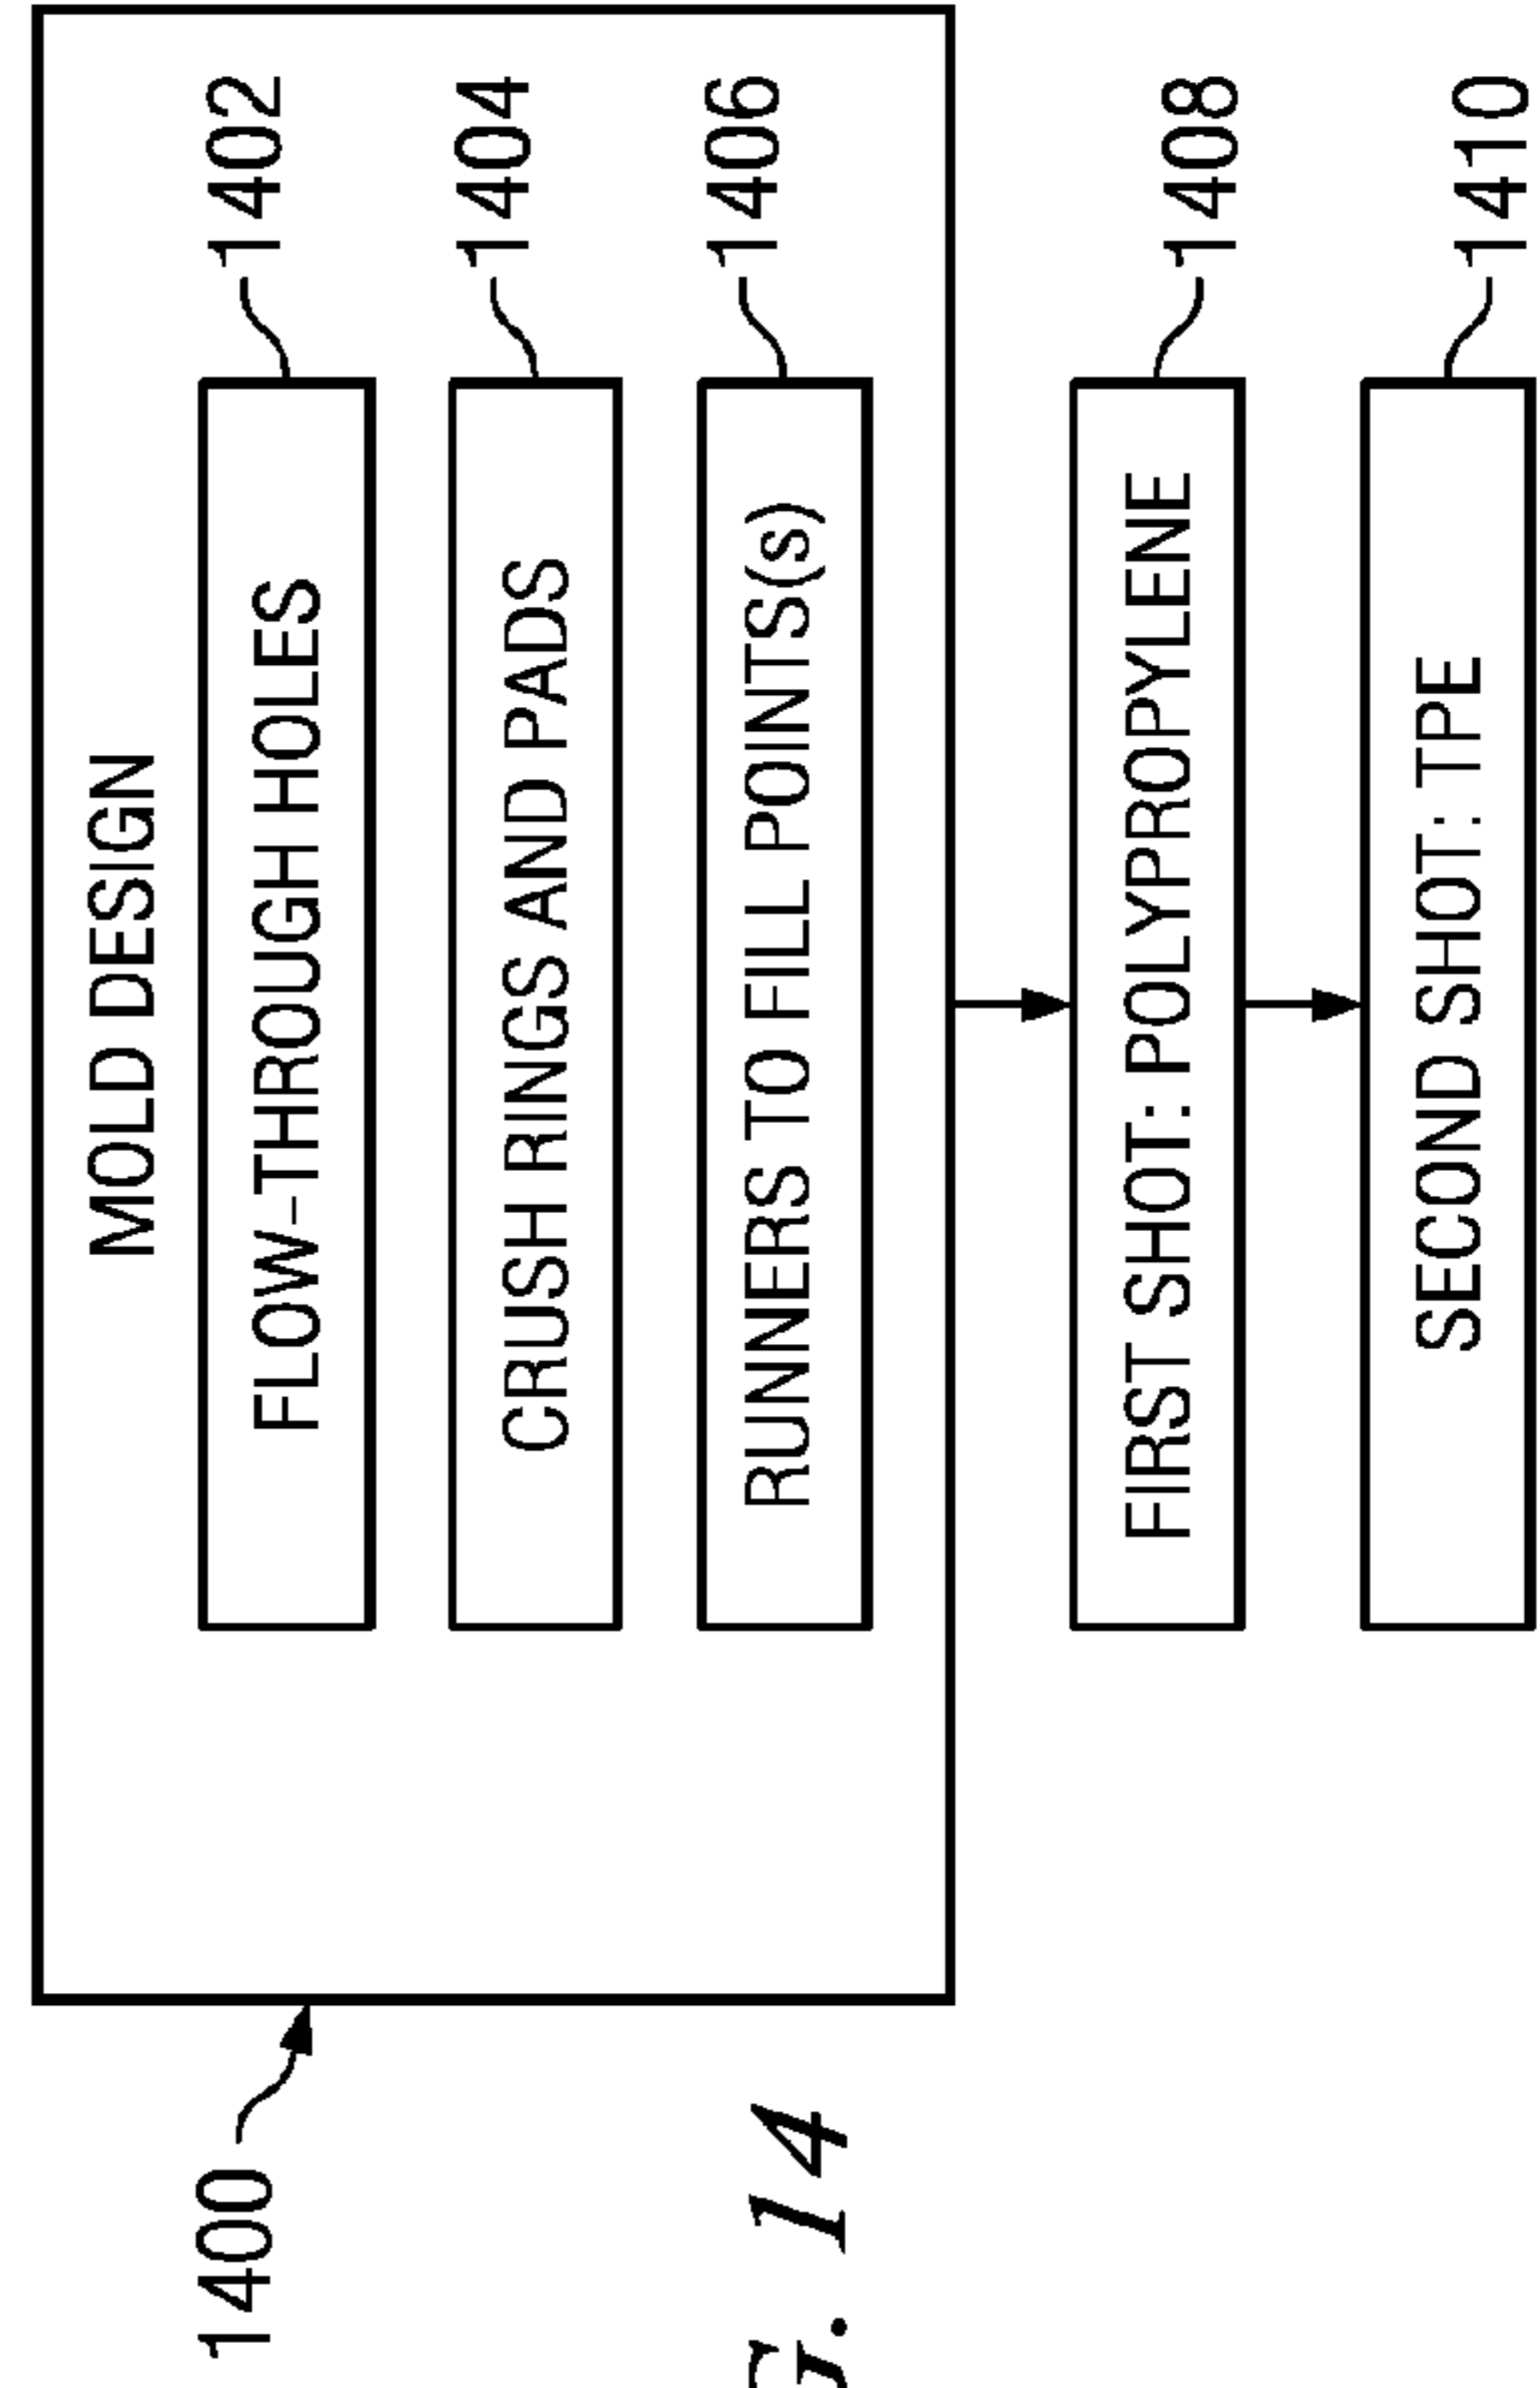 MOLD DESIGN
FLOW-THROUGH HOLES
1402
CRUSH RINGS AND PADS
1404
RUNNERS TO FILL POINTS(s)
1406
1400
FIRST SHOT: POLYPROPYLENE
1408
SECOND SHOT: TPE
1410
G. 14